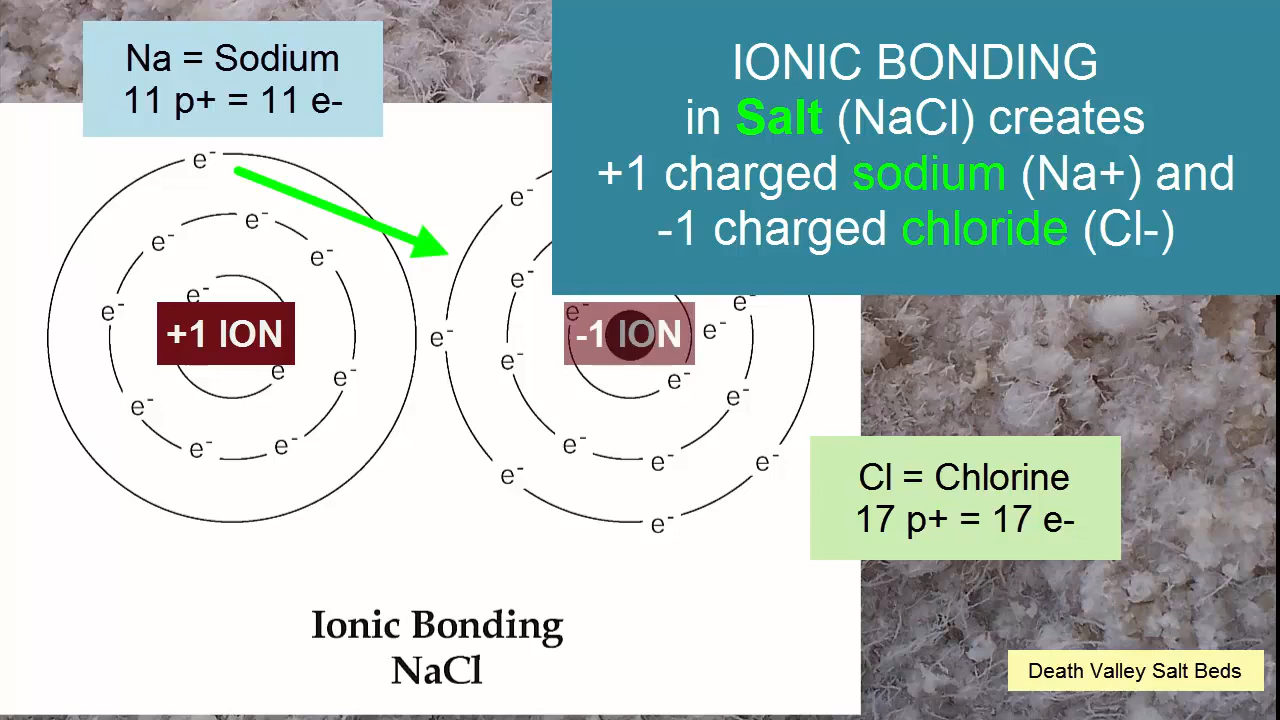 Na = Sodium
11 p+ = 11 e-
IONIC BONDING
in Salt (NaCl) creates
+1 charged sodium (Na+) and
-1 charged chloride (Cl-)
e-
e-
e-
e-
e-
e-
e-
e-
e-
e-
e
+1 ION
e-
e-
e-
e-
e-
e-
e-
e-
e-
e-
e-
e-
e-
e-
-1 ION
Cl = Chlorine
17 p+ = 17 e-
Ionic Bonding
NaCl
Death Valley Salt Beds